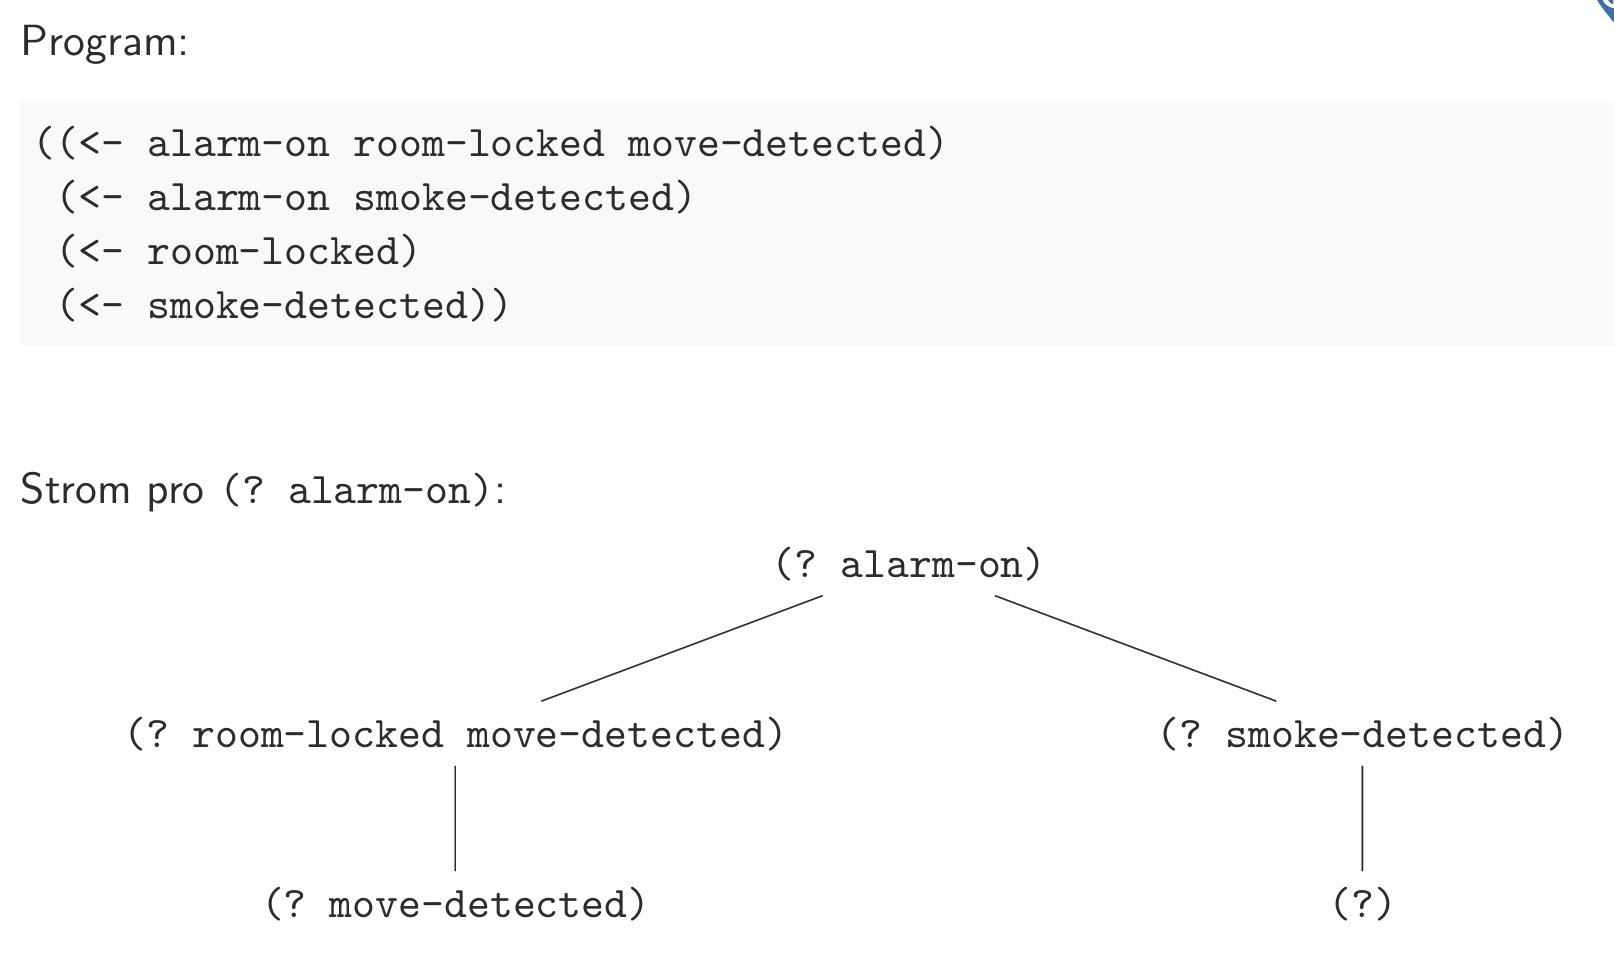 Program:
((<- alarm-on room-locked move-detected)
(<- alarm-on smoke-detected)
(<- room-locked)
(<- smoke-detected))
Strom pro (? alarm-on):
(? alarm-on)
(? room-locked move-detected)
(? smoke-detected)
(? move-detected)
(?)